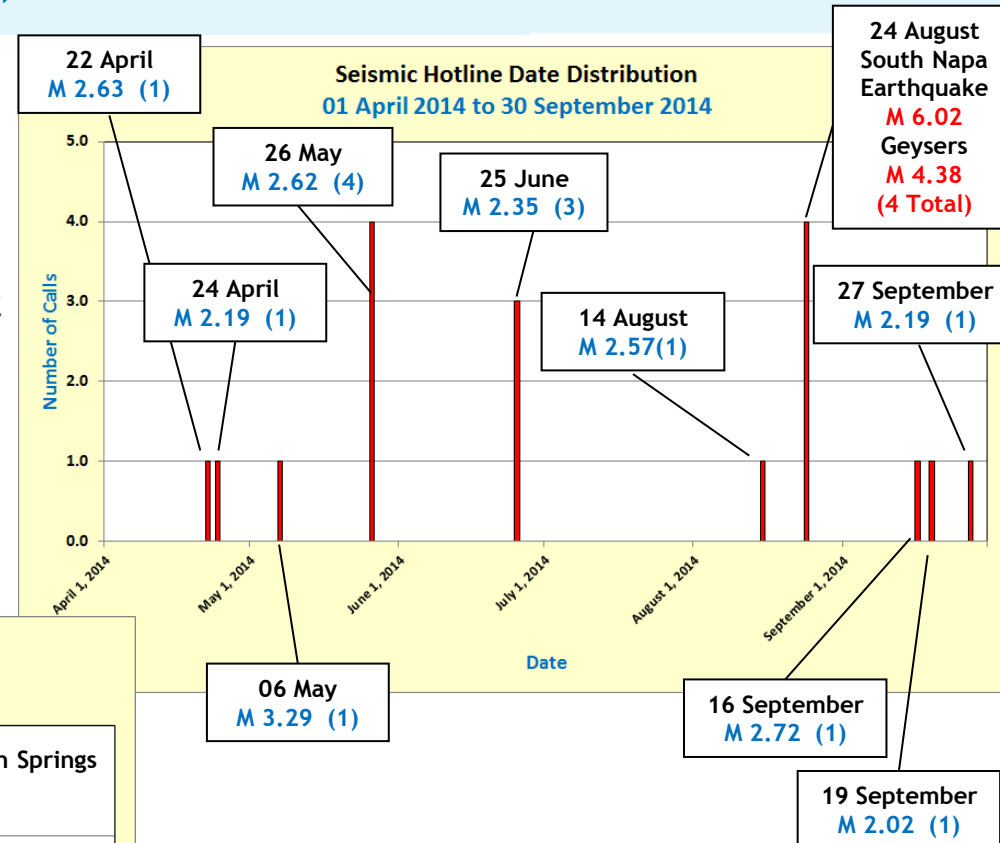 22 April
M 2.63 (1)
24 August
South Napa
Earthquake
M 6.02
Geysers
M 4.38
(4 Total)
Seismic Hotline Date Distribution
01 April 2014 to 30 September 2014
26 May
M 2.62 (4)
25 June
M 2.35 (3)
24 April
M 2.19 (1)
14 August
M 2.57(1)
27 September
M 2.19 (1)
Number of Calls
5.0
4.0
3.0
2.0
1.0
0.0
April 1, 2014
May 1, 2014
June 1, 2014
July 1, 2014
August 1, 2014
September 1, 2014
Date
06 May
M 3.29 (1)
16 September
M 2.72 (1)
19 September
M 2.02 (1)
Springs